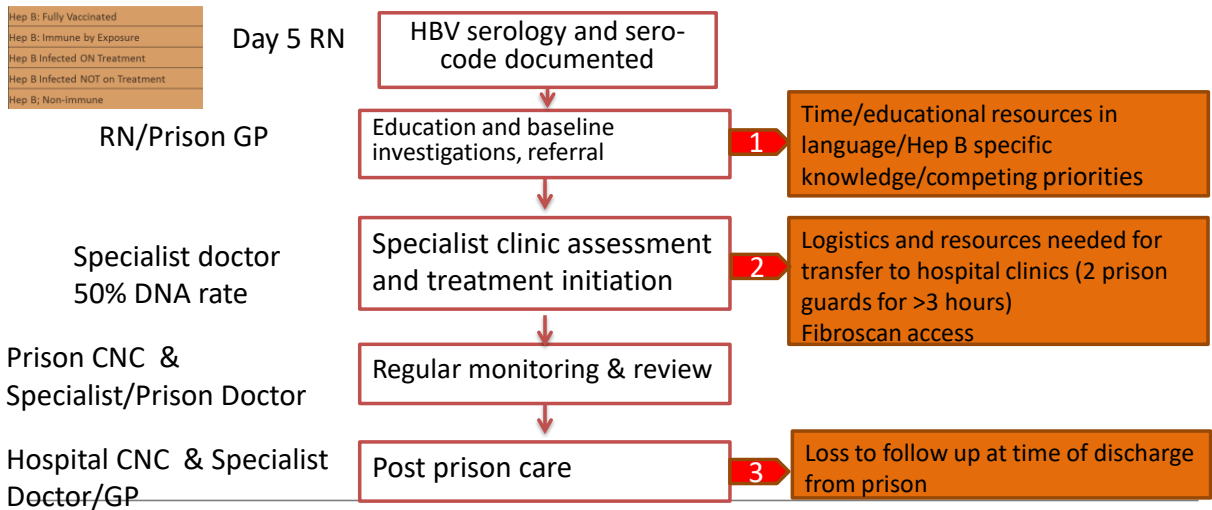 Hep B: Fully Vaccinated
Hep B: Immune by Exposure
Hep B Infected ON Treatment
Hep B Infected NOT on Treatment
Hep B; Non-immune
Day 5 RN
HBV serology and sero-
code documented
RN/Prison GP
Education and baseline
investigations, referral
1
Time/educational resources in
language/Hep B specific
knowledge/competing priorities
Specialist doctor
50% DNA rate
Specialist clinic assessment
and treatment initiation
2
Logistics and resources needed for
transfer to hospital clinics (2 prison
guards for >3 hours)
Fibroscan access
Prison CNC &
Specialist/Prison Doctor
Regular monitoring & review
Hospital CNC & Specialist
Doctor/GP
Post prison care
3
Loss to follow up at time of discharge
from prison